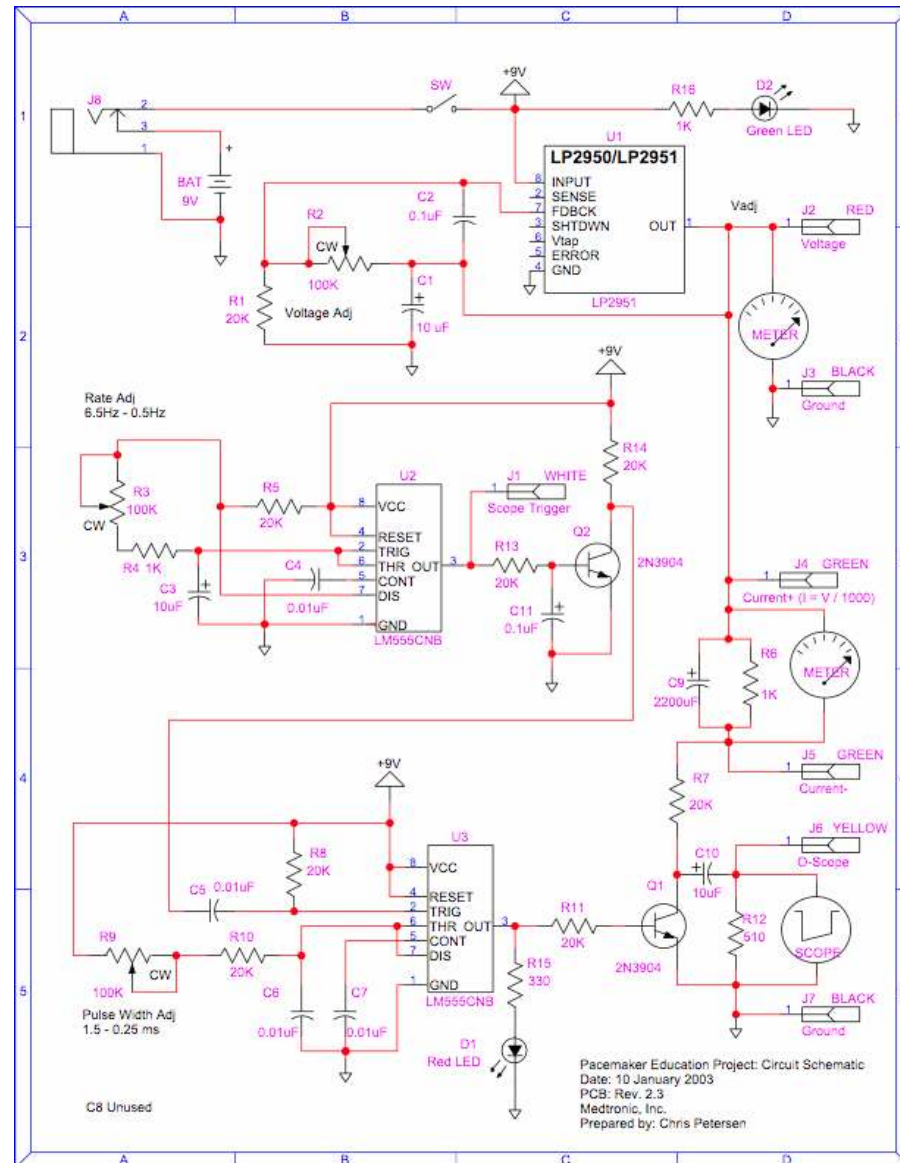 A B C D
1
J8
2
3
1
SW
+9V
R16
1K
D2
Green LED
BAT
9V
+
U1
LP2950/LP2951
8 INPUT
2 SENSE
7 FDBCK
3 SHTDWN
6 Vtap
5 ERROR
4 GND
OUT 1
LP2951
Vadj
J2 RED
1
Voltage
C2
0.1uF
R2
CW
100K
Voltage Adj
R1
20K
C1
+
10 uF
METER
J3 BLACK
1
Ground
2
Rate Adj
6.5Hz - 0.5Hz
+9V
R14
20K
R3
100K
CW
R4 1K
R5
20K
C3
+
10uF
C4
0.01uF
U2
8 VCC
4 RESET
2 TRIG
6 THR OUT 3
5 CONT
7 DIS
1 GND
LM555CNB
J1 WHITE
1
Scope Trigger
R13
20K
Q2
2N3904
C11
+
0.1uF
3
J4 GREEN
1
Current+ (I = V / 1000)
C9
+
2200uF
R6
1K
METER
J5 GREEN
1
Current-
R7
20K
4
+9V
R8
20K
C5
0.01uF
R9
100K
CW
R10
20K
Pulse Width Adj
1.5 - 0.25 ms
C6
0.01uF
C7
0.01uF
U3
8 VCC
4 RESET
2 TRIG
6 THR OUT 3
5 CONT
7 DIS
1 GND
LM555CNB
R11
20K
Q1
2N3904
R15
330
D1
Red LED
C10
+
10uF
J6 YELLOW
1
O-Scope
R12
510
SCOPE
J7 BLACK
1
Ground
5
C8 Unused
Pacemaker Education Project: Circuit Schematic
Date: 10 January 2003
PCB: Rev. 2.3
Medtronic, Inc.
Prepared by: Chris Petersen
A B C D